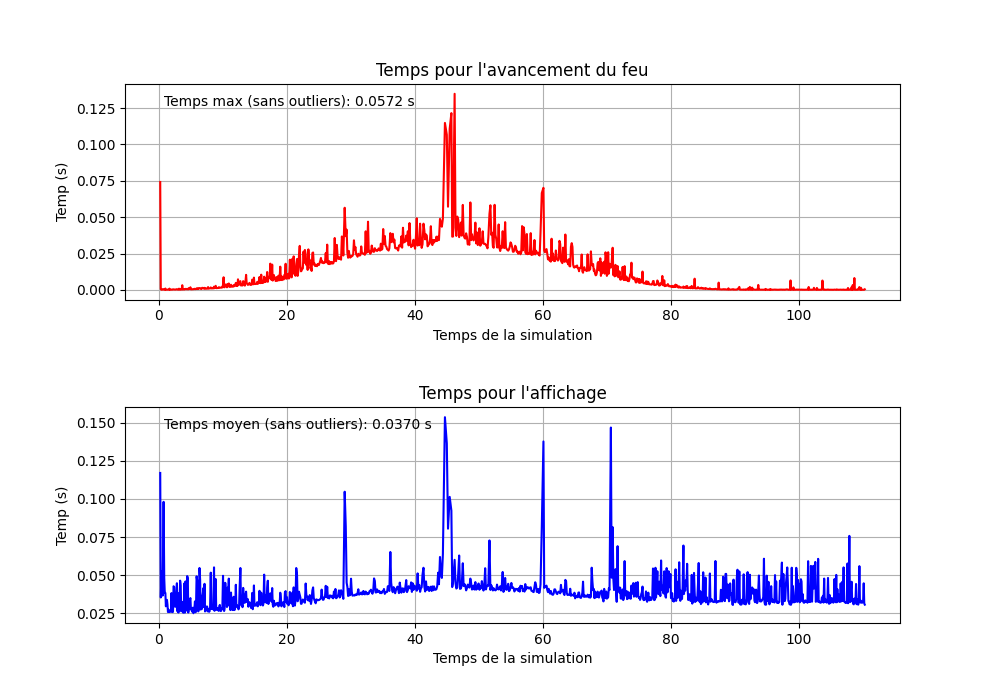 Temps pour l'avancement du feu
Temps max (sans outliers): 0.0572 s
Temp (s)
0.125
0.100
0.075
0.050
0.025
0.000
0 20 40 60 80 100
Temps de la simulation
Temps pour l'affichage
Temps moyen (sans outliers): 0.0370 s
Temp (s)
0.150
0.125
0.100
0.075
0.050
0.025
0 20 40 60 80 100
Temps de la simulation